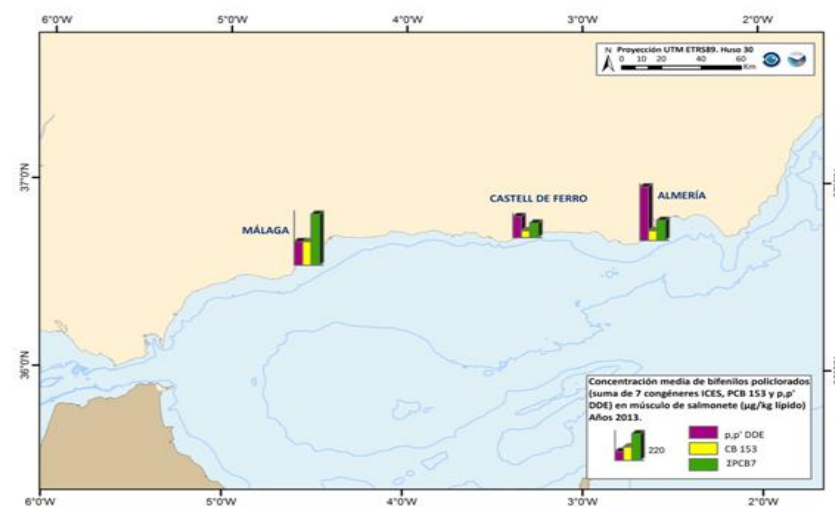 6°0'W 5°0'W 4°0'W 3°0'W 2°0'W
N Proyección UTM ETRS89. Huso 30
0 10 20 40 60
Km
37°0'N
CASTELL DE FERRO
ALMERÍA
MÁLAGA
36°0'N
Concentración media de bifenilos policlorados
(suma de 7 congéneres ICES, PCB 153 y p,p'
DDE) en músculo de salmonete (µg/kg lípido)
Años 2013.
p,p' DDE
220
CB 153
ΣPCB7
6°0'W 5°0'W 4°0'W 3°0'W 2°0'W